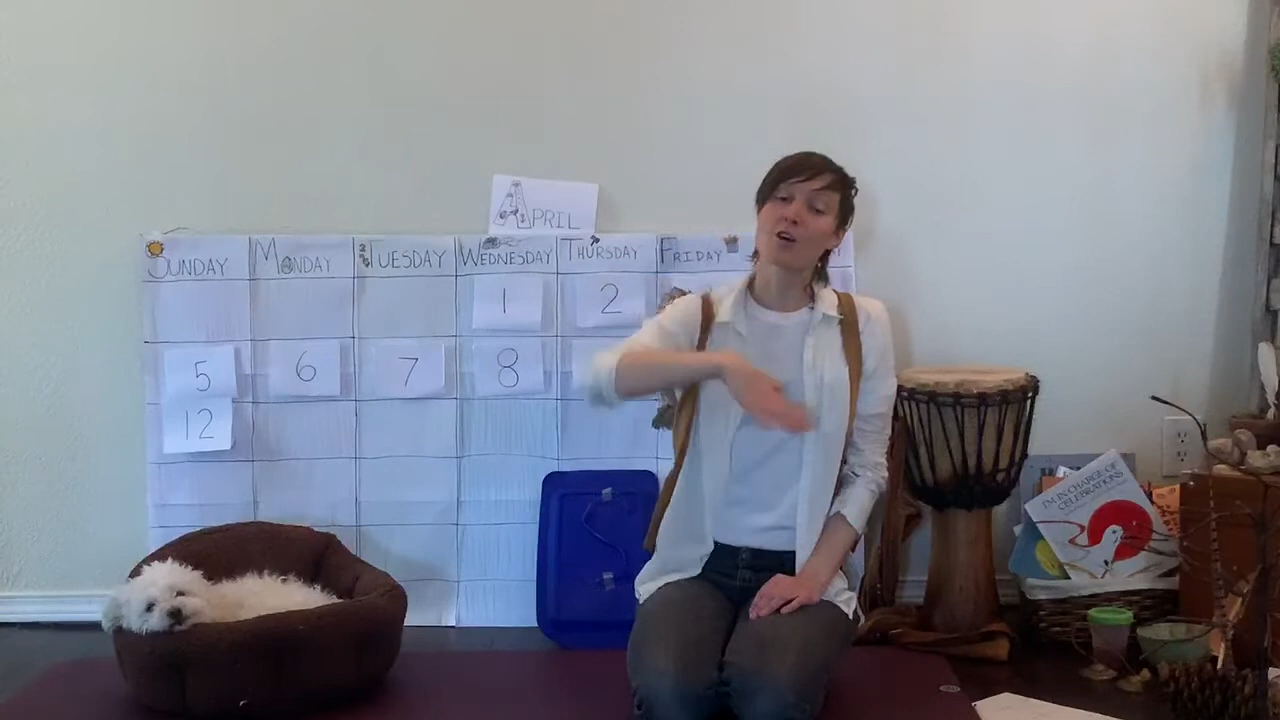 APRIL
SUNDAY MONDAY TUESDAY WEDNESDAY THURSDAY FRIDAY
1 2
5 6 7 8
12
I'M IN CHARGE OF
CELEBRATIONS